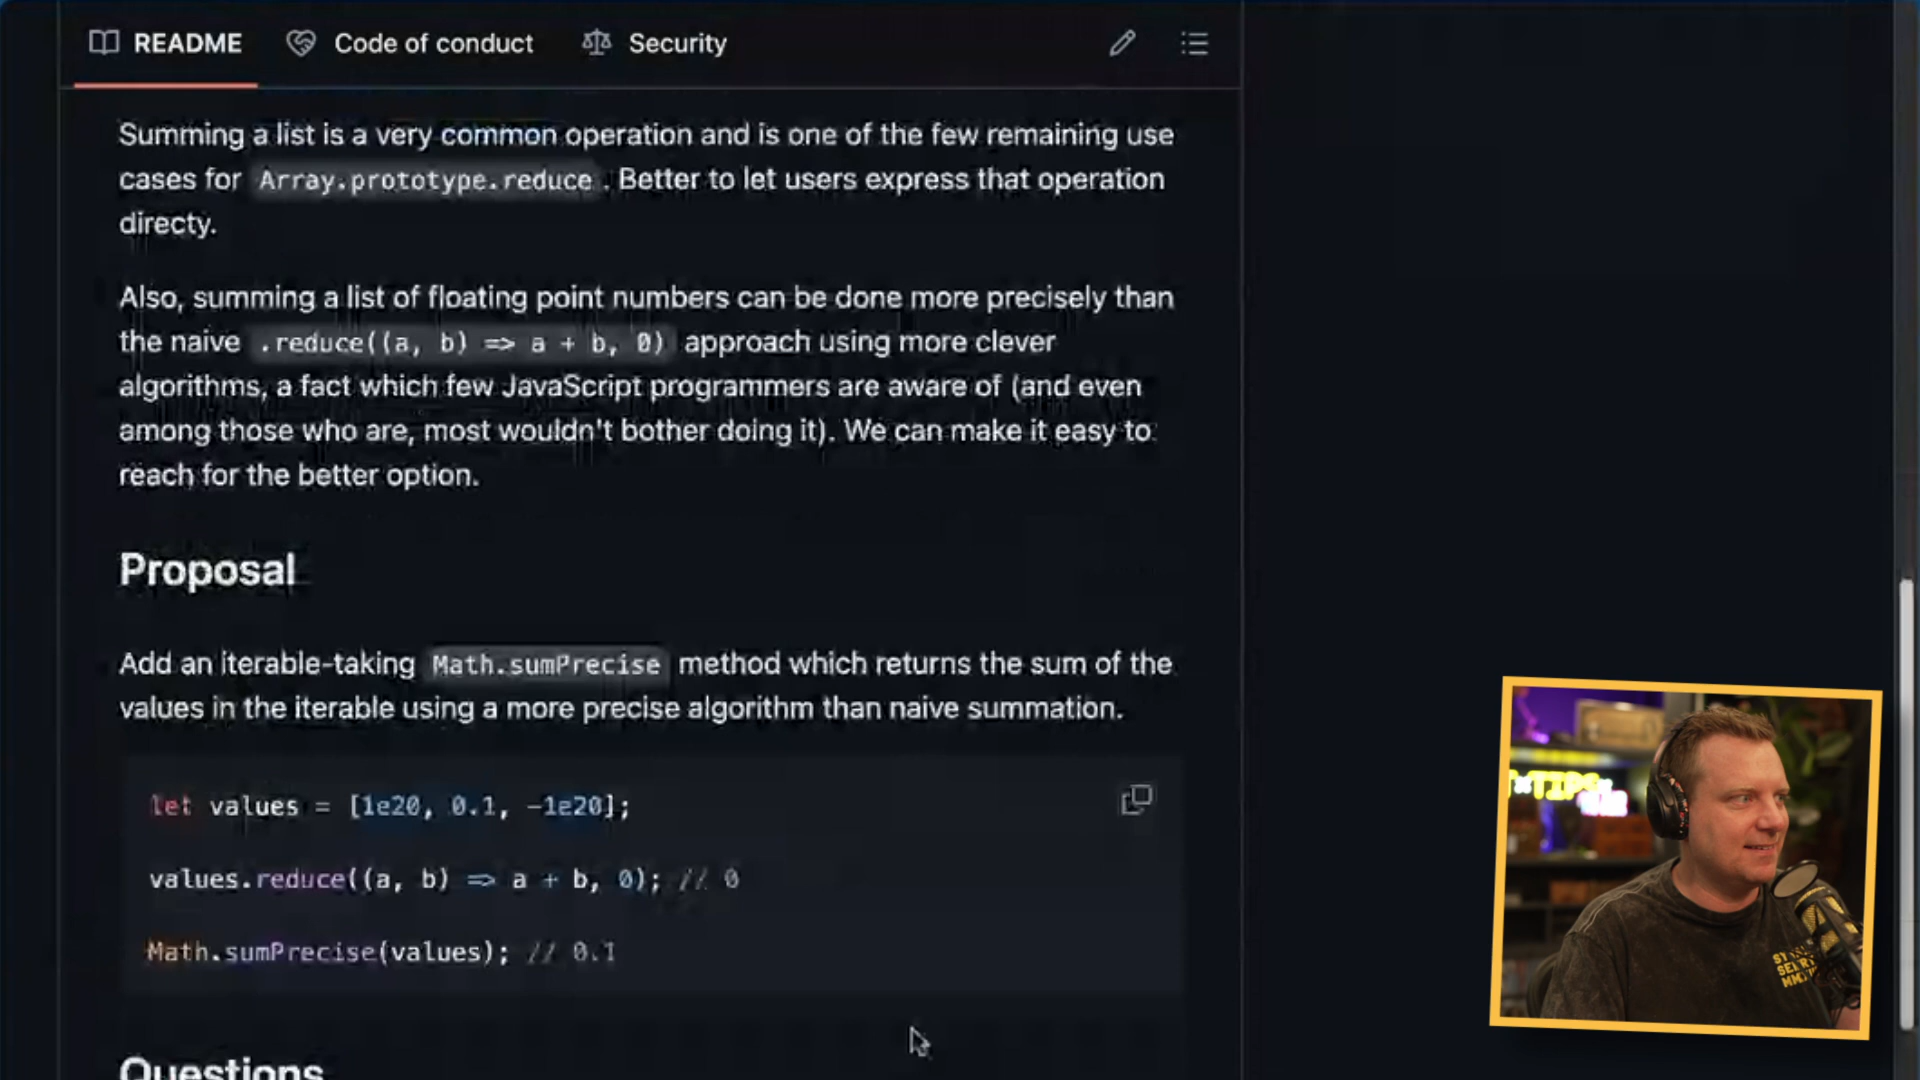 README Code of conduct Security
Summing a list is a very common operation and is one of the few remaining use
cases for Array.prototype.reduce . Better to let users express that operation
directy.
Also, summing a list of floating point numbers can be done more precisely than
the naive .reduce((a, b) => a + b, 0) approach using more clever
algorithms, a fact which few JavaScript programmers are aware of (and even
among those who are, most wouldn't bother doing it). We can make it easy to
reach for the better option.
Proposal
Add an iterable-taking Math.sumPrecise method which returns the sum of the
values in the iterable using a more precise algorithm than naive summation.
let values = [1e20, 0.1, -1e20];
values.reduce((a, b) => a + b, 0); // 0
Math.sumPrecise(values); // 0.1
Questions